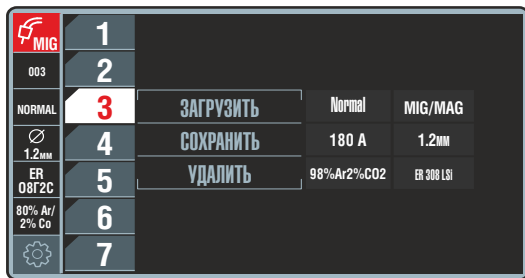 MIG
003
NORMAL
Ø
1.2мм
ER
08Г2С
80% Ar/
2% Co
1
2
3
4
5
6
7
ЗАГРУЗИТЬ
СОХРАНИТЬ
УДАЛИТЬ
Normal MIG/MAG
180 A 1.2мм
98%Ar2%CO2 ER 308 LSi